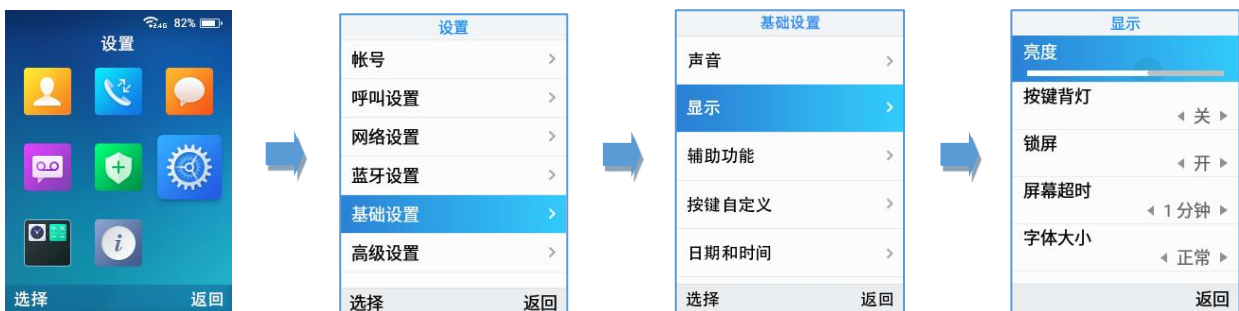 2.4G 82%
设置
选择 返回
设置
帐号
呼叫设置
网络设置
蓝牙设置
基础设置
高级设置
选择 返回
基础设置
声音
显示
辅助功能
按键自定义
日期和时间
选择 返回
显示
亮度
按键背灯
关
锁屏
开
屏幕超时
1分钟
字体大小
正常
返回